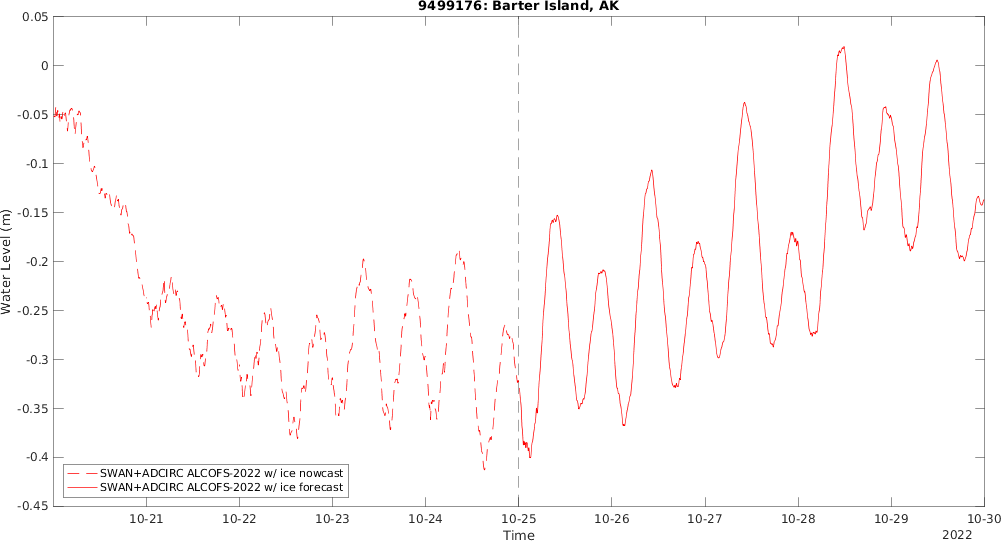 9499176: Barter Island, AK
0.05
0
-0.05
-0.1
-0.15
-0.2
-0.25
-0.3
-0.35
-0.4
-0.45
Water Level (m)
SWAN+ADCIRC ALCOFS-2022 w/ ice nowcast
SWAN+ADCIRC ALCOFS-2022 w/ ice forecast
10-21 10-22 10-23 10-24 10-25 10-26 10-27 10-28 10-29 10-30
Time
2022